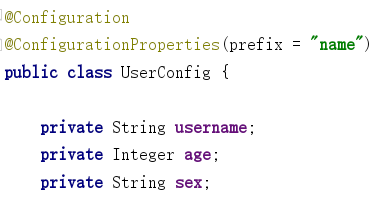 @Configuration
@ConfigurationProperties(prefix = "name")
public class UserConfig {
private String username;
private Integer age;
private String sex;